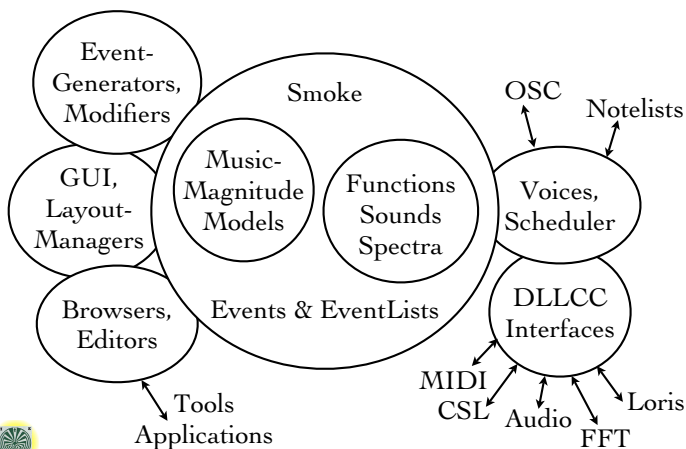 Event-
Generators,
Modifiers
GUI,
Layout-
Managers
Browsers,
Editors
Tools
Applications
Smoke
Music-
Magnitude
Models
Functions
Sounds
Spectra
Events & EventLists
OSC
Notelists
Voices,
Scheduler
DLLCC
Interfaces
MIDI
CSL
Audio
FFT
Loris